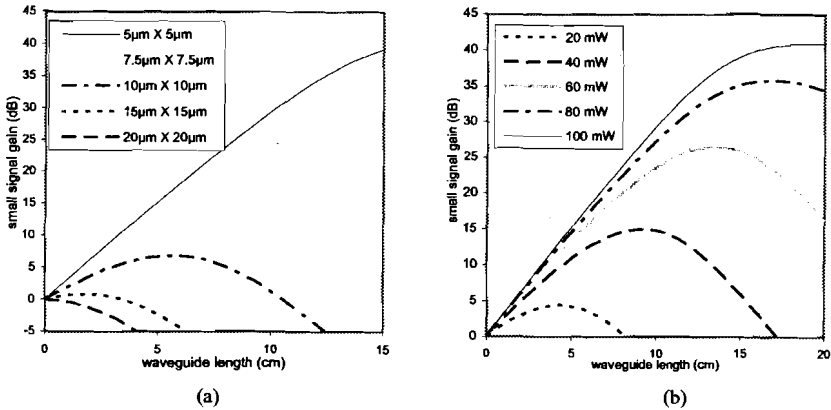 40
35
30
25
20
15
10
5
0
-5
small signal gain (dB)
5µm X 5µm
7.5µm X 7.5µm
10µm X 10µm
15µm X 15µm
20µm X 20µm
0 5 10 15
waveguide length (cm)
(a)
45
40
35
30
25
20
15
10
5
0
small signal gain (dB)
20 mW
40 mW
60 mW
80 mW
100 mW
0 5 10 15 20
waveguide length (cm)
(b)